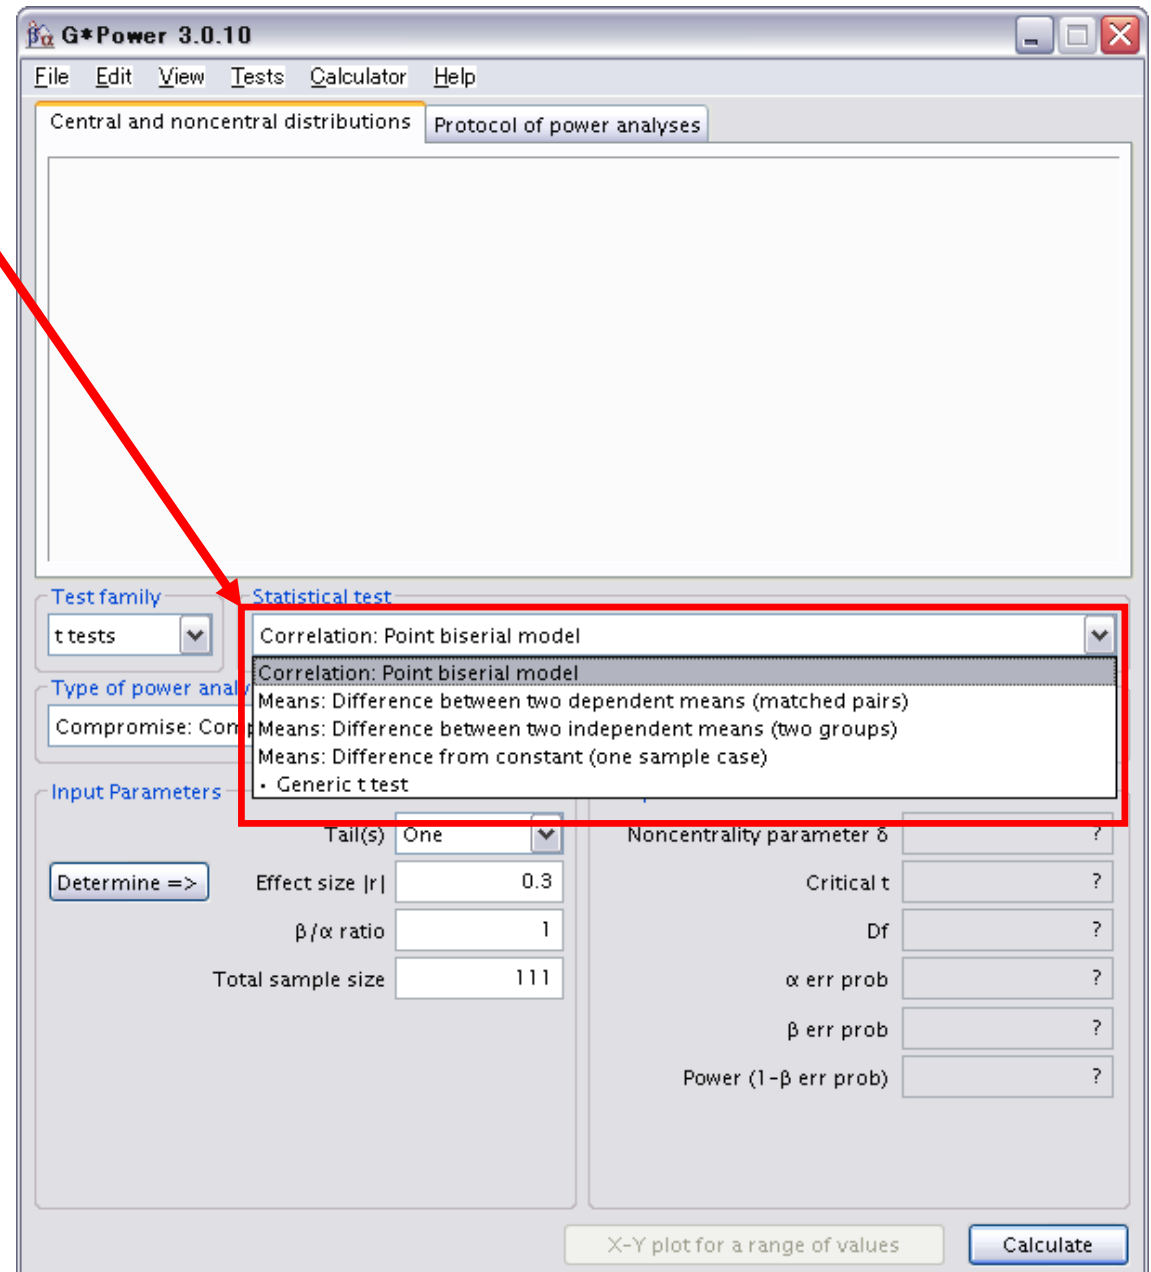 G*Power 3.0.10
File Edit View Tests Calculator Help
Central and noncentral distributions Protocol of power analyses
Test family Statistical test
t tests Correlation: Point biserial model
Correlation: Point biserial model
Type of power analy
Means: Difference between two dependent means (matched pairs)
Compromise: Comp
Means: Difference between two independent means (two groups)
Means: Difference from constant (one sample case)
• Generic t test
Input Parameters
Tail(s) One Noncentrality parameter δ ?
Determine => Effect size |r| 0.3 Critical t ?
β/α ratio 1 Df ?
Total sample size 111 α err prob ?
β err prob ?
Power (1-β err prob) ?
X-Y plot for a range of values Calculate